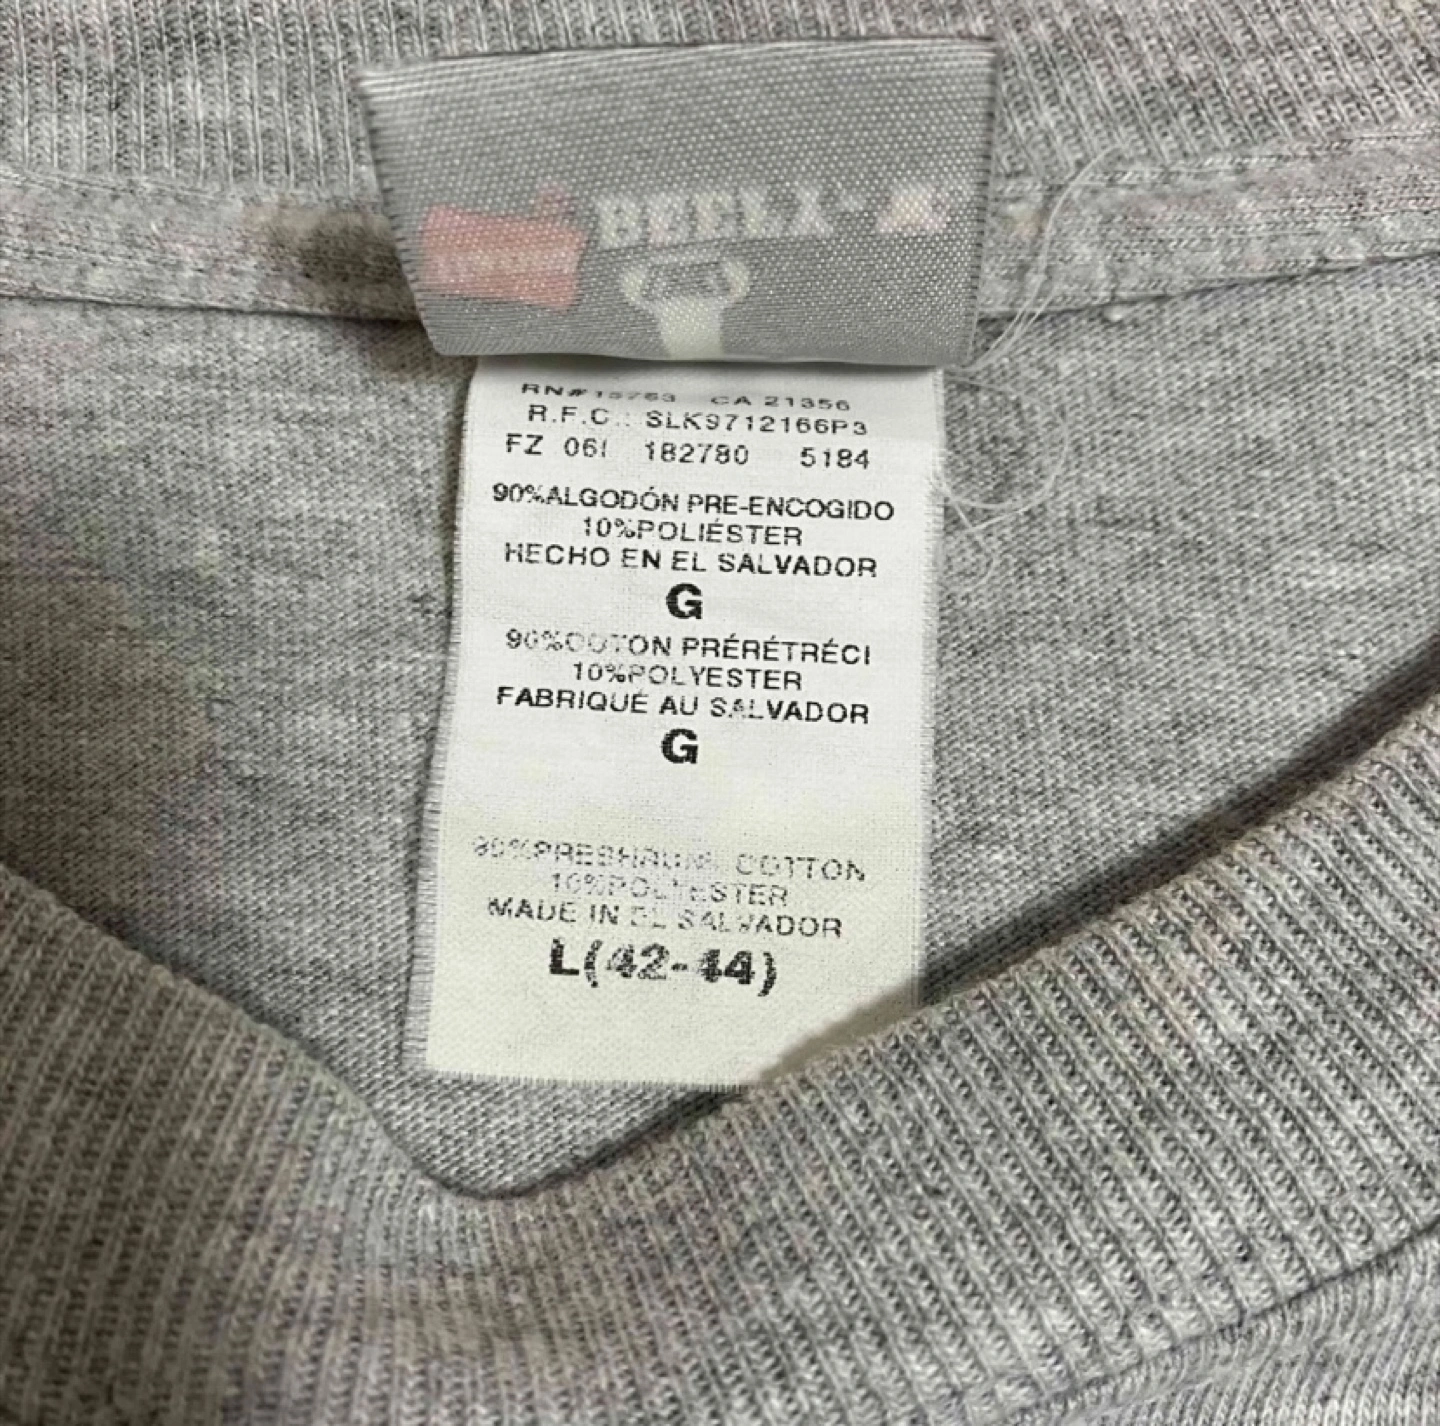 BEEFY-T
RN#15763 CA 21356
R.F.C.: SLK9712166P3
FZ 06I 182780 5184
90%ALGODÓN PRE-ENCOGIDO
10%POLIÉSTER
HECHO EN EL SALVADOR
G
90%COTON PRÉRÉTRÉCI
10%POLYESTER
FABRIQUÉ AU SALVADOR
G
90%PRESHRUNK COTTON
10%POLYESTER
MADE IN EL SALVADOR
L(42-44)